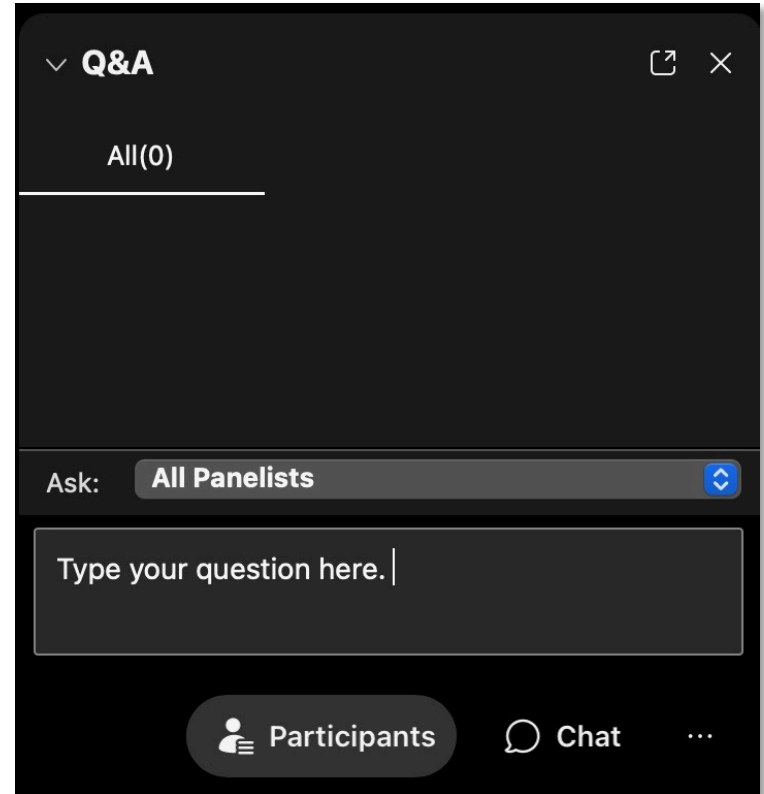 Q&A
All(0)
Ask: All Panelists
Type your question here.
Participants Chat ...